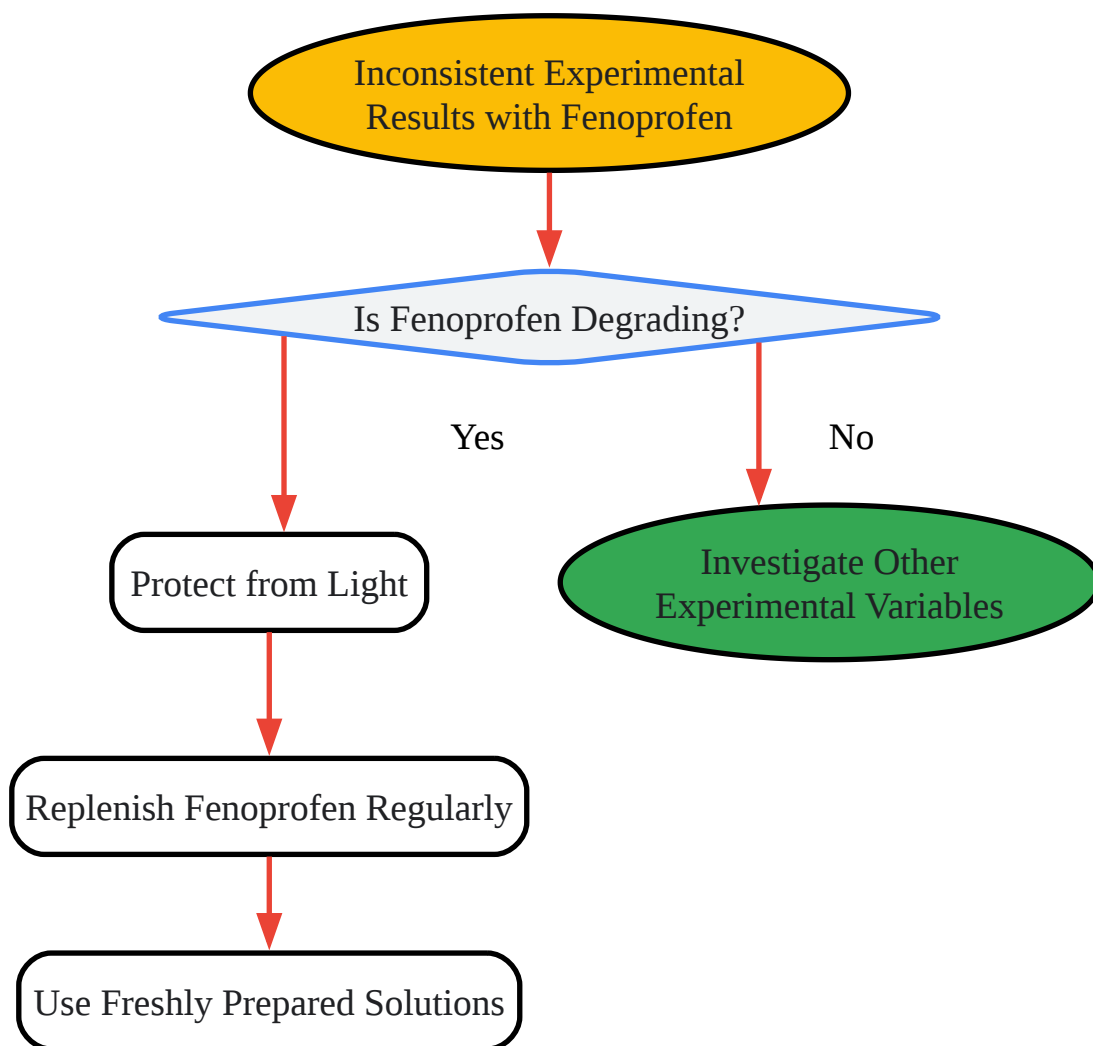 Inconsistent Experimental
Results with Fenoprofen
Is Fenoprofen Degrading?
Yes
No
Protect from Light
Investigate Other
Experimental Variables
Replenish Fenoprofen Regularly
Use Freshly Prepared Solutions